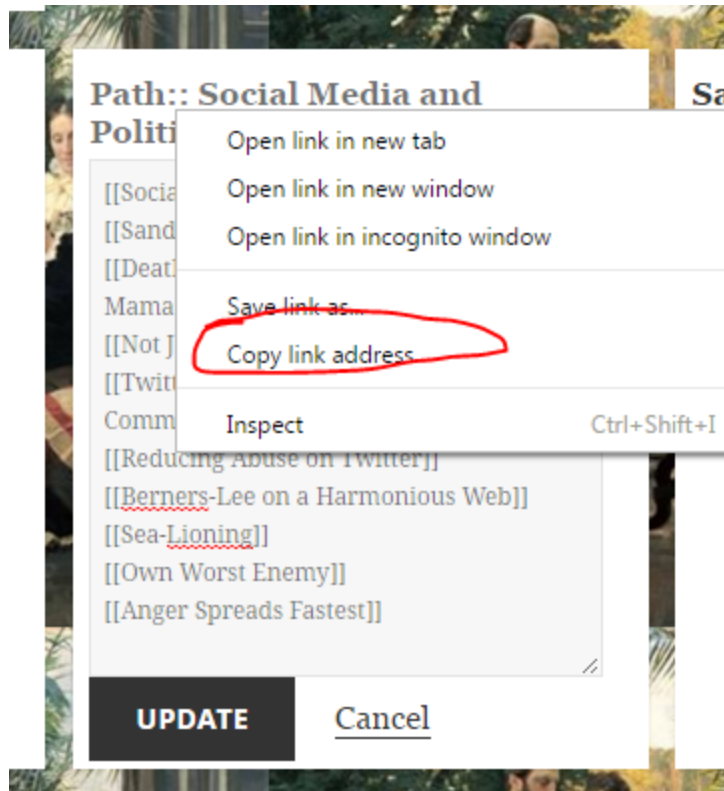 Path:: Social Media and
Sa
Politi
Open link in new tab
Open link in new window
Open link in incognito window
Save link as...
Copy link address
Inspect Ctrl+Shift+I
[[Socia
[[Sand
[[Deatl
Mama
[[Not J
[[Twitt
Comm
[[Reducing Abuse on Twitter]]
[[Berners-Lee on a Harmonious Web]]
[[Sea-Lioning]]
[[Own Worst Enemy]]
[[Anger Spreads Fastest]]
UPDATE Cancel